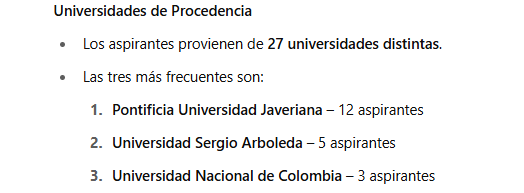 Universidades de Procedencia
• Los aspirantes provienen de 27 universidades distintas.
• Las tres más frecuentes son:
1. Pontificia Universidad Javeriana – 12 aspirantes
2. Universidad Sergio Arboleda – 5 aspirantes
3. Universidad Nacional de Colombia – 3 aspirantes